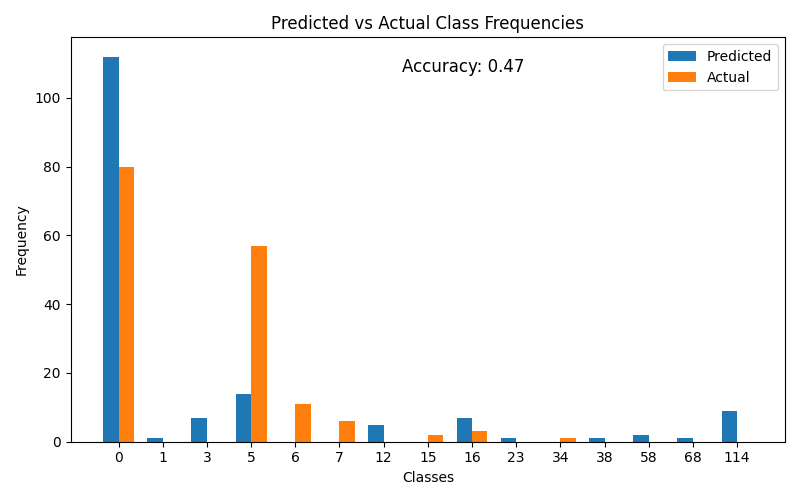 Predicted vs Actual Class Frequencies
Accuracy: 0.47
Predicted
Actual
Frequency
100
80
60
40
20
0
0 1 3 5 6 7 12 15 16 23 34 38 58 68 114
Classes